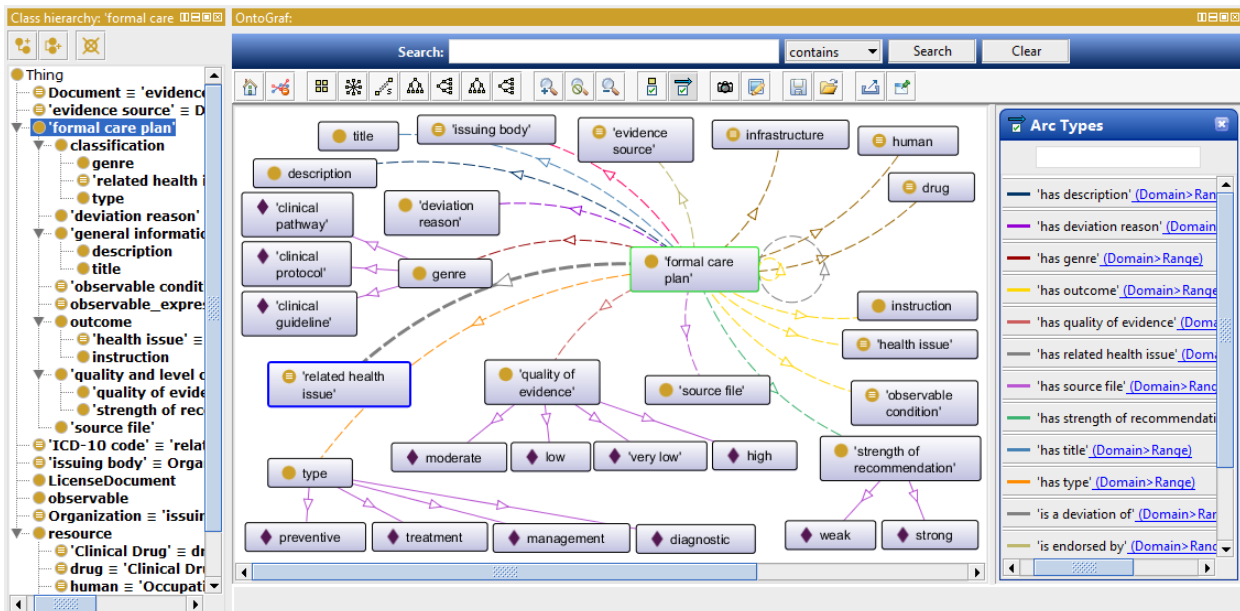 Class hierarchy: 'formal care
Thing
Document ≡ 'evidence
'evidence source' ≡ D
'formal care plan'
classification
genre
'related health i
type
'deviation reason'
'general informatio
description
title
'observable condit
observable_expres
outcome
'health issue' ≡
instruction
'quality and level o
'quality of evide
'strength of reco
'source file'
'ICD-10 code' ≡ 'relat
'issuing body' ≡ Orga
LicenseDocument
observable
Organization ≡ 'issuin
resource
'Clinical Drug' ≡ dr
drug ≡ 'Clinical Dru
human ≡ 'Occupati
OntoGraf:
Search:
contains
Search
Clear
title
'issuing body'
'evidence
source'
infrastructure
human
description
drug
'clinical
pathway'
'deviation
reason'
'clinical
protocol'
genre
'formal care
plan'
'clinical
guideline'
instruction
'health issue'
'related health
issue'
'quality of
evidence'
'source file'
'observable
condition'
moderate
low
'very low'
high
'strength of
recommendation'
type
preventive
treatment
management
diagnostic
weak
strong
Arc Types
'has description' (Domain>Rang
'has deviation reason' (Domain
'has genre' (Domain>Range)
'has outcome' (Domain>Range
'has quality of evidence' (Doma
'has related health issue' (Dom
'has source file' (Domain>Rang
'has strength of recommendati
'has title' (Domain>Range)
'has type' (Domain>Range)
'is a deviation of' (Domain>Ran
'is endorsed by' (Domain>Rang